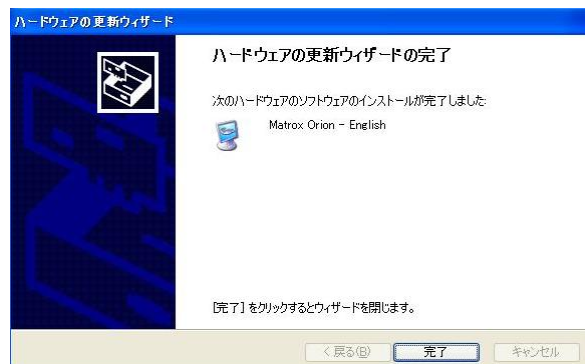 ハードウェアの更新ウィザード
ハードウェアの更新ウィザードの完了
次のハードウェアのソフトウェアのインストールが完了しました:
Matrox Orion - English
[完了] をクリックするとウィザードを閉じます。
< 戻る(B)
完了
キャンセル